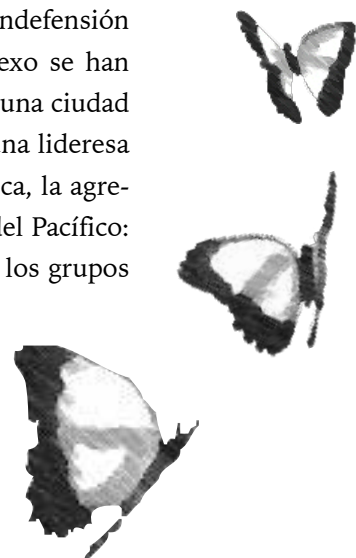 ndefensión
exo se han
una ciudad
na lideresa
ca, la agre-
del Pacífico:
los grupos